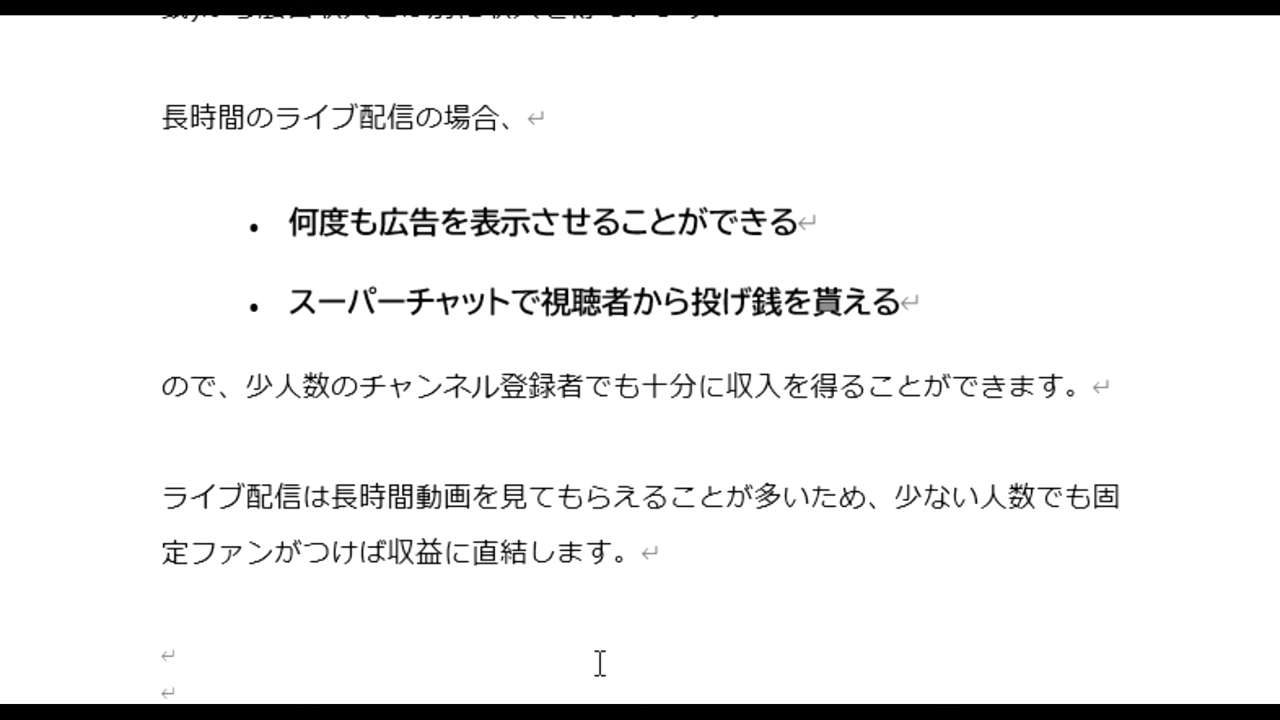 長時間のライブ配信の場合、
• 何度も広告を表示させることができる
• スーパーチャットで視聴者から投げ銭を貰える
ので、少人数のチャンネル登録者でも十分に収入を得ることができます。
ライブ配信は長時間動画を見てもらえることが多いため、少ない人数でも固
定ファンがつけば収益に直結します。